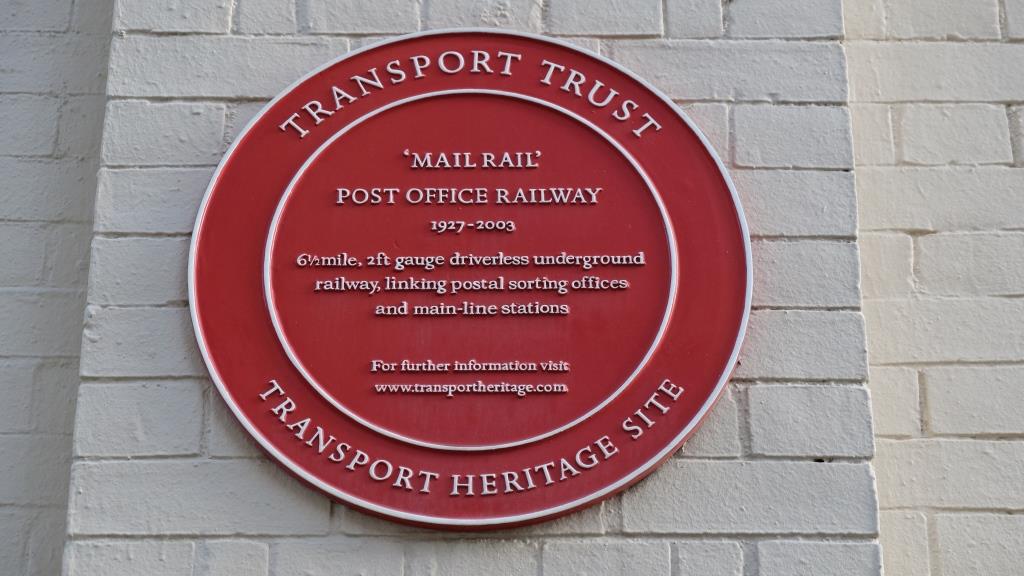 TRANSPORT TRUST
‘MAIL RAIL’
POST OFFICE RAILWAY
1927-2003
6½mile, 2ft gauge driverless underground
railway, linking postal sorting offices
and main-line stations
For further information visit
www.transportheritage.com
TRANSPORT HERITAGE SITE